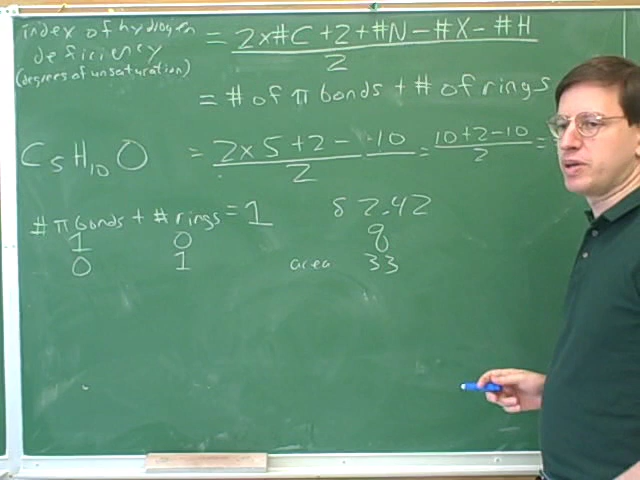 index of hydrogen deficiency (degrees of unsaturation) = 2x#C+2+#N-#X-#H / 2
= # of π bonds + # of rings
C5H10O = 2x5+2- -10 / 2 = 10+2-10 / 2 =
# π bonds + # rings = 1
1 0
0 1
δ 2.42
q
area 33